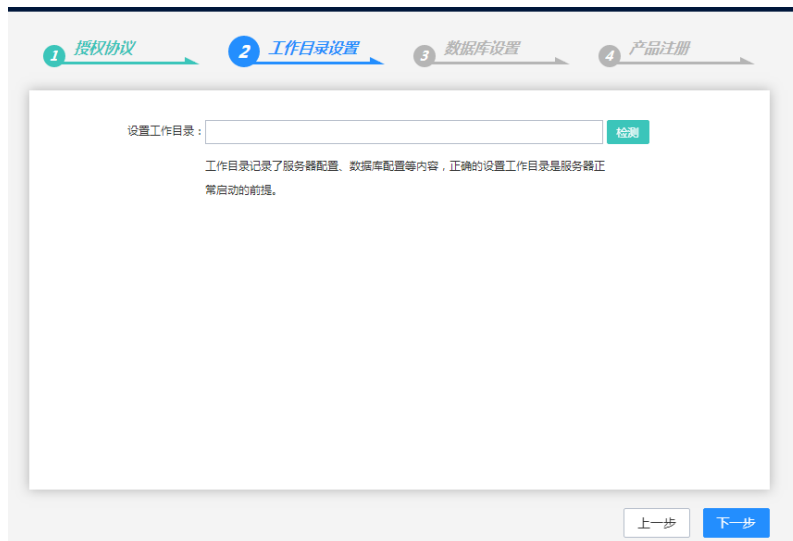 1 授权协议
2 工作目录设置
3 数据库设置
4 产品注册
设置工作目录： 检测
工作目录记录了服务器配置、数据库配置等内容，正确的设置工作目录是服务器正
常启动的前提。
上一步 下一步